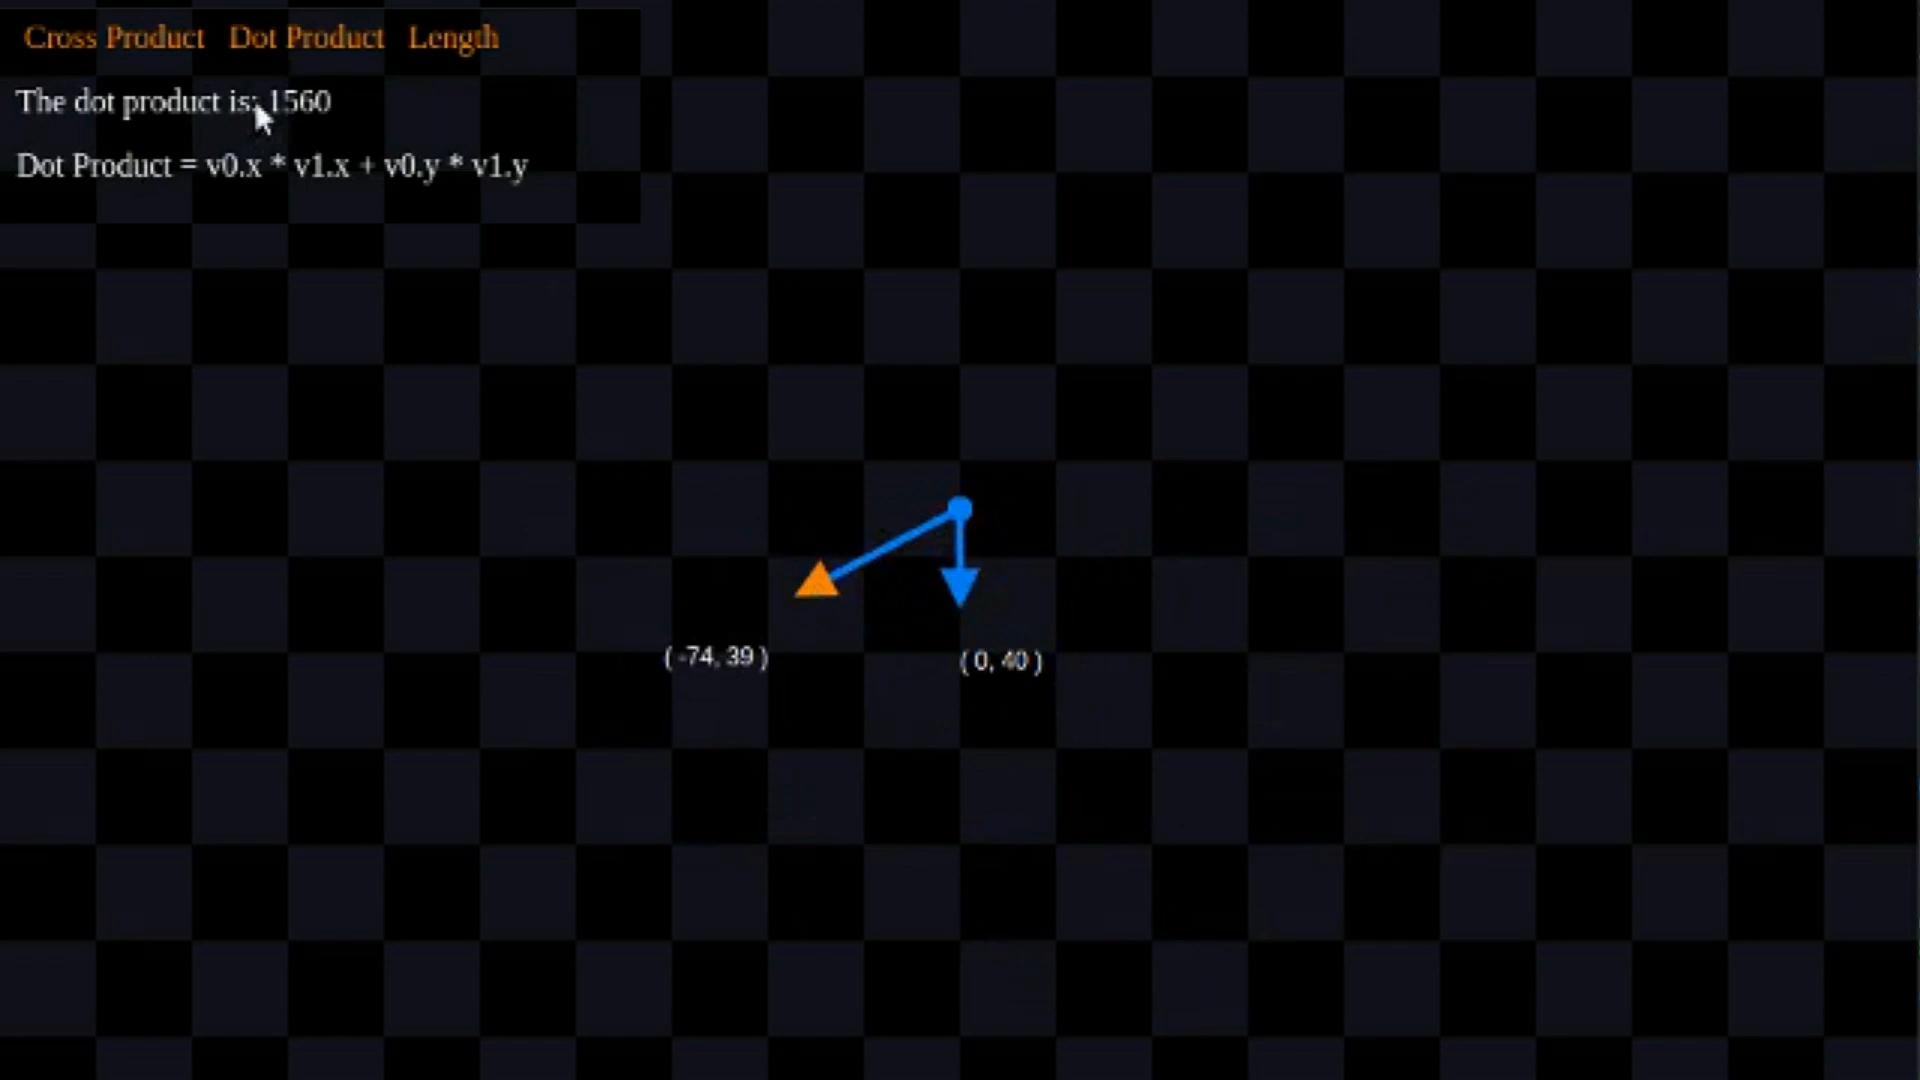 Cross Product Dot Product Length
The dot product is: 1560
Dot Product = v0.x * v1.x + v0.y * v1.y
( -74, 39 )
( 0, 40 )